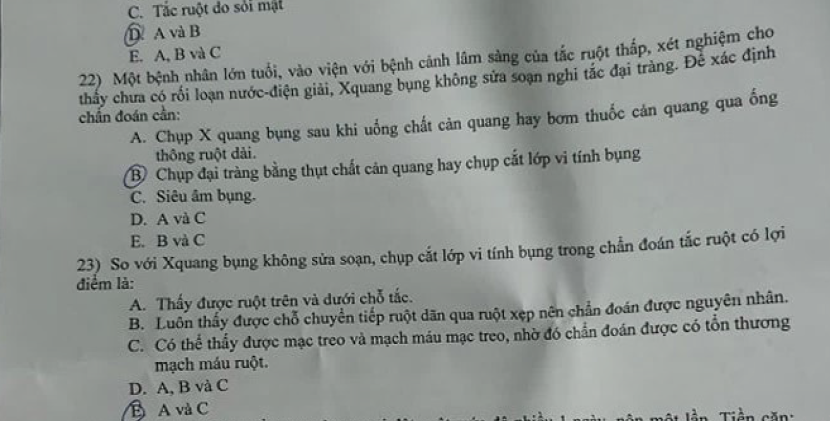 C. Tắc ruột do sỏi mật
D. A và B
E. A, B và C
22) Một bệnh nhân lớn tuổi, vào viện với bệnh cảnh lâm sàng của tắc ruột thấp, xét nghiệm cho
thấy chưa có rối loạn nước-điện giải, Xquang bụng không sửa soạn nghi tắc đại tràng. Để xác định
chẩn đoán cần:
A. Chụp X quang bụng sau khi uống chất cản quang hay bơm thuốc cản quang qua ống
thông ruột dài.
B. Chụp đại tràng bằng thụt chất cản quang hay chụp cắt lớp vi tính bụng
C. Siêu âm bụng.
D. A và C
E. B và C
23) So với Xquang bụng không sửa soạn, chụp cắt lớp vi tính bụng trong chẩn đoán tắc ruột có lợi
điểm là:
A. Thấy được ruột trên và dưới chỗ tắc.
B. Luôn thấy được chỗ chuyển tiếp ruột dãn qua ruột xẹp nên chẩn đoán được nguyên nhân.
C. Có thể thấy được mạc treo và mạch máu mạc treo, nhờ đó chẩn đoán được có tổn thương
mạch máu ruột.
D. A, B và C
E. A và C
một lần. Tiền căn: